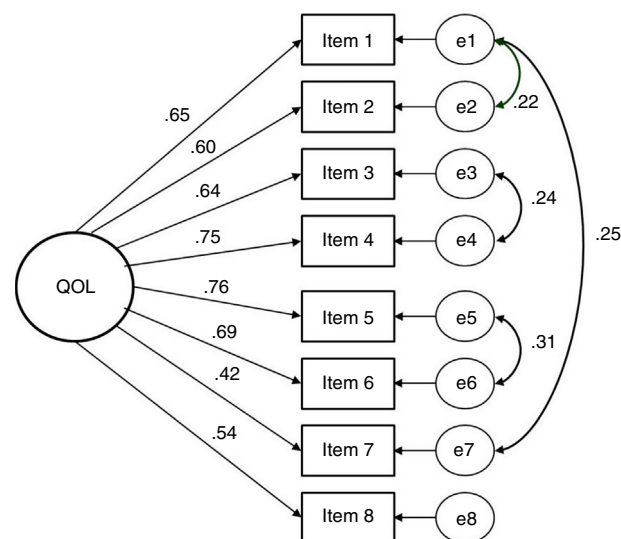 Item 1
e1
Item 2
e2
.22
.65
.60
Item 3
e3
.64
.24
Item 4
e4
.75
.25
QOL
.76
Item 5
e5
.69
.31
Item 6
e6
.42
.54
Item 7
e7
Item 8
e8